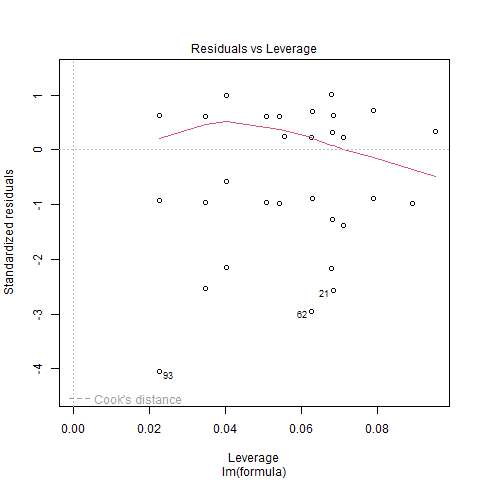 Residuals vs Leverage
Standardized residuals
1
0
-1
-2
-3
-4
21
62
93
Cook's distance
0.00 0.02 0.04 0.06 0.08
Leverage
lm(formula)